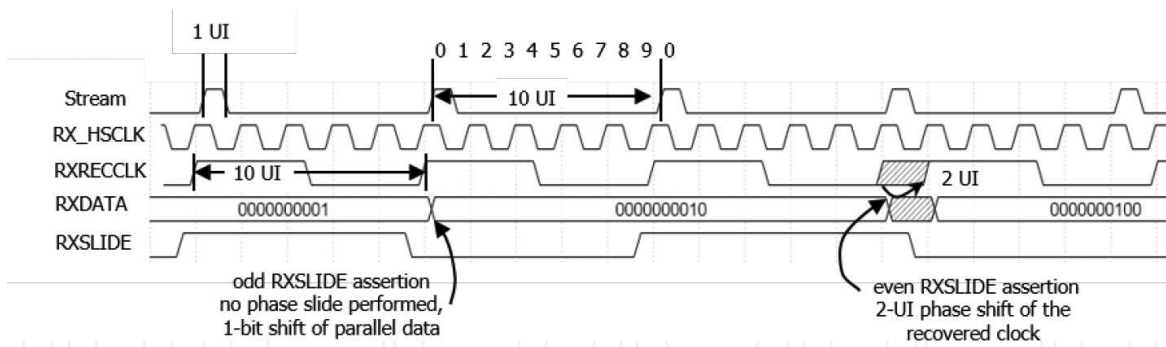 1 UI
0 1 2 3 4 5 6 7 8 9 0
Stream
10 UI
RX_HSCLK
RXRECCLK
10 UI
2 UI
RXDATA
0000000001
0000000010
0000000100
RXSLIDE
odd RXSLIDE assertion
no phase slide performed,
1-bit shift of parallel data
even RXSLIDE assertion
2-UI phase shift of the
recovered clock